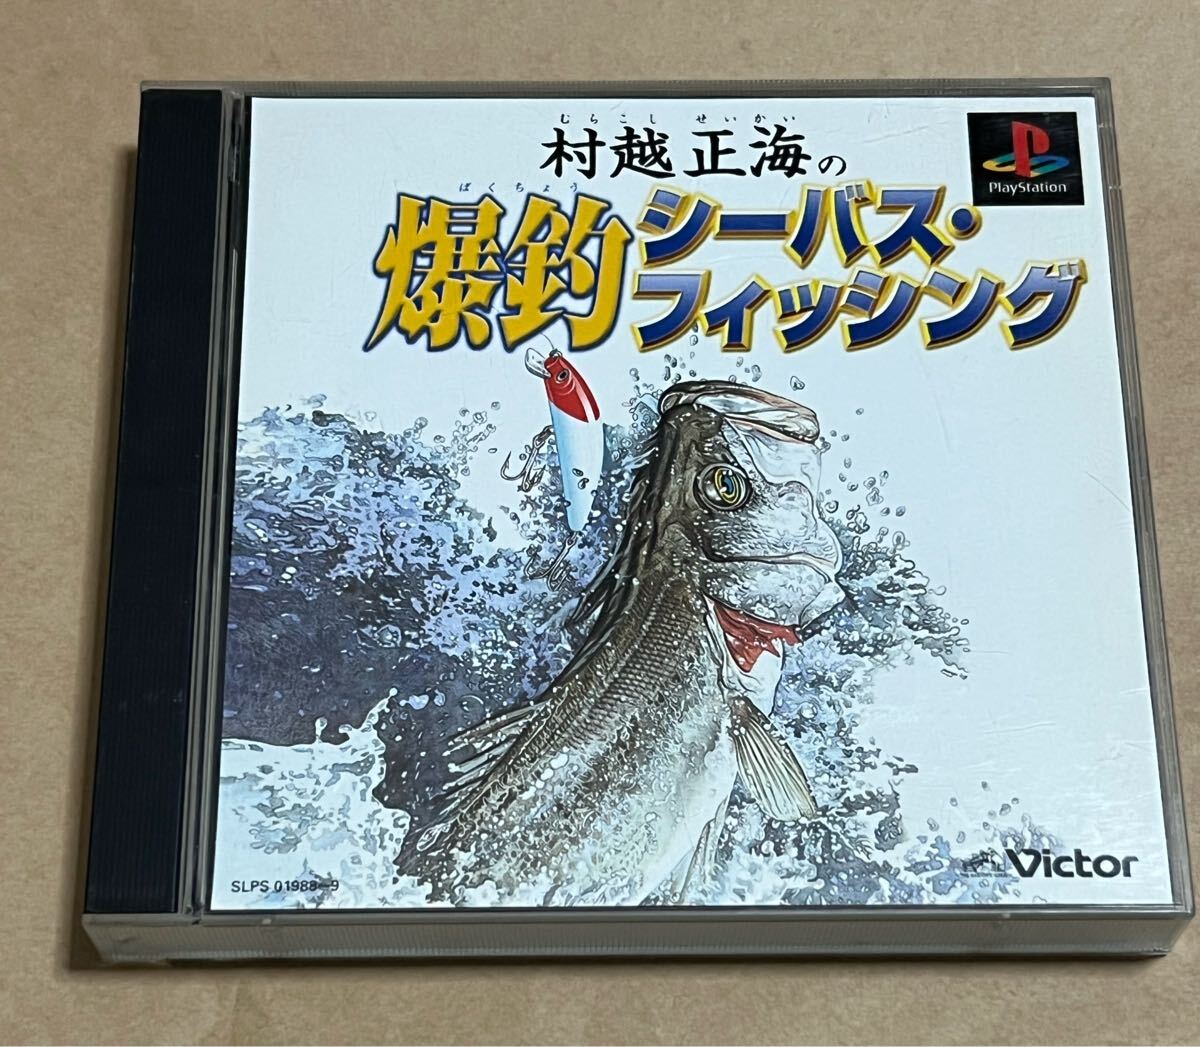 むらこし せいかい
村越正海の
ばくちょう
爆釣
シーバス・
フィッシング
PlayStation
SLPS 01988-9
Victor